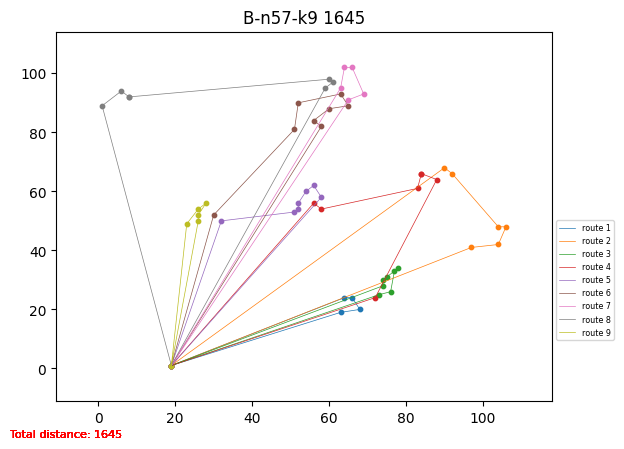 B-n57-k9 1645
100
80
60
40
20
0
0 20 40 60 80 100
route 1
route 2
route 3
route 4
route 5
route 6
route 7
route 8
route 9
Total distance: 1645